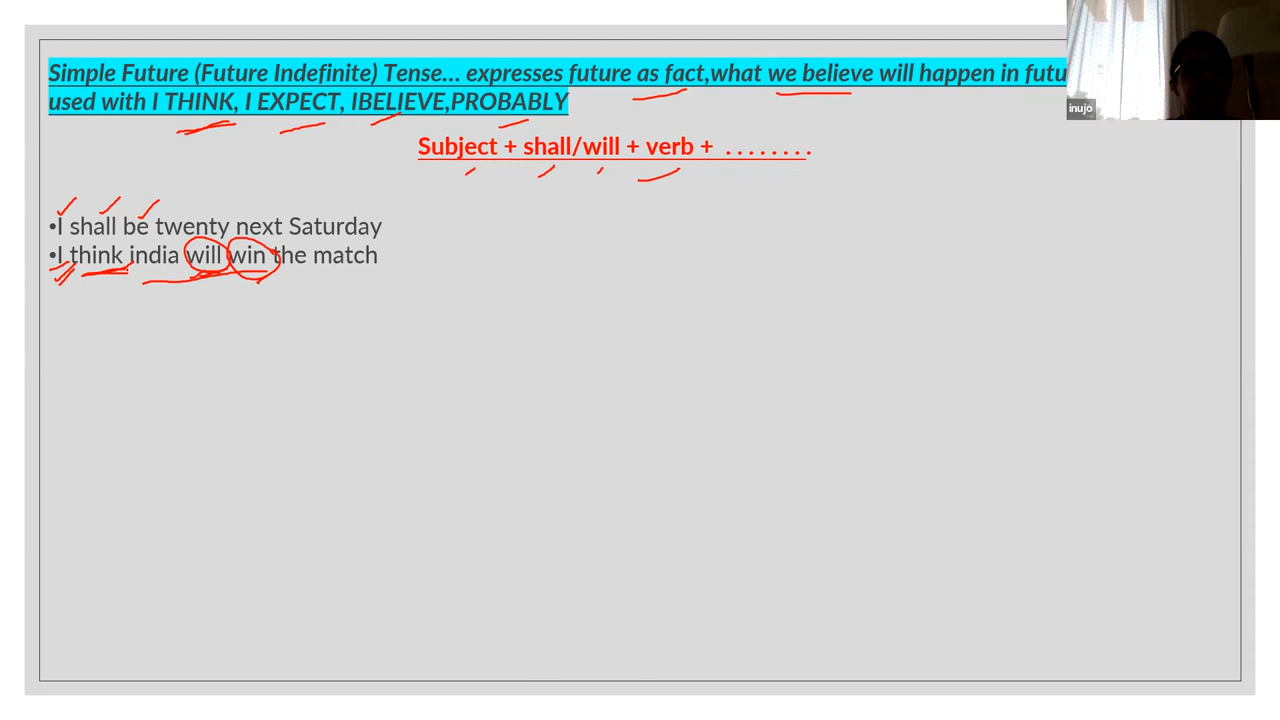 Simple Future (Future Indefinite) Tense... expresses future as fact,what we believe will happen in futu
used with I THINK, I EXPECT, IBELIEVE,PROBABLY
inujo
Subject + shall/will + verb + ........
•I shall be twenty next Saturday
•I think india will win the match